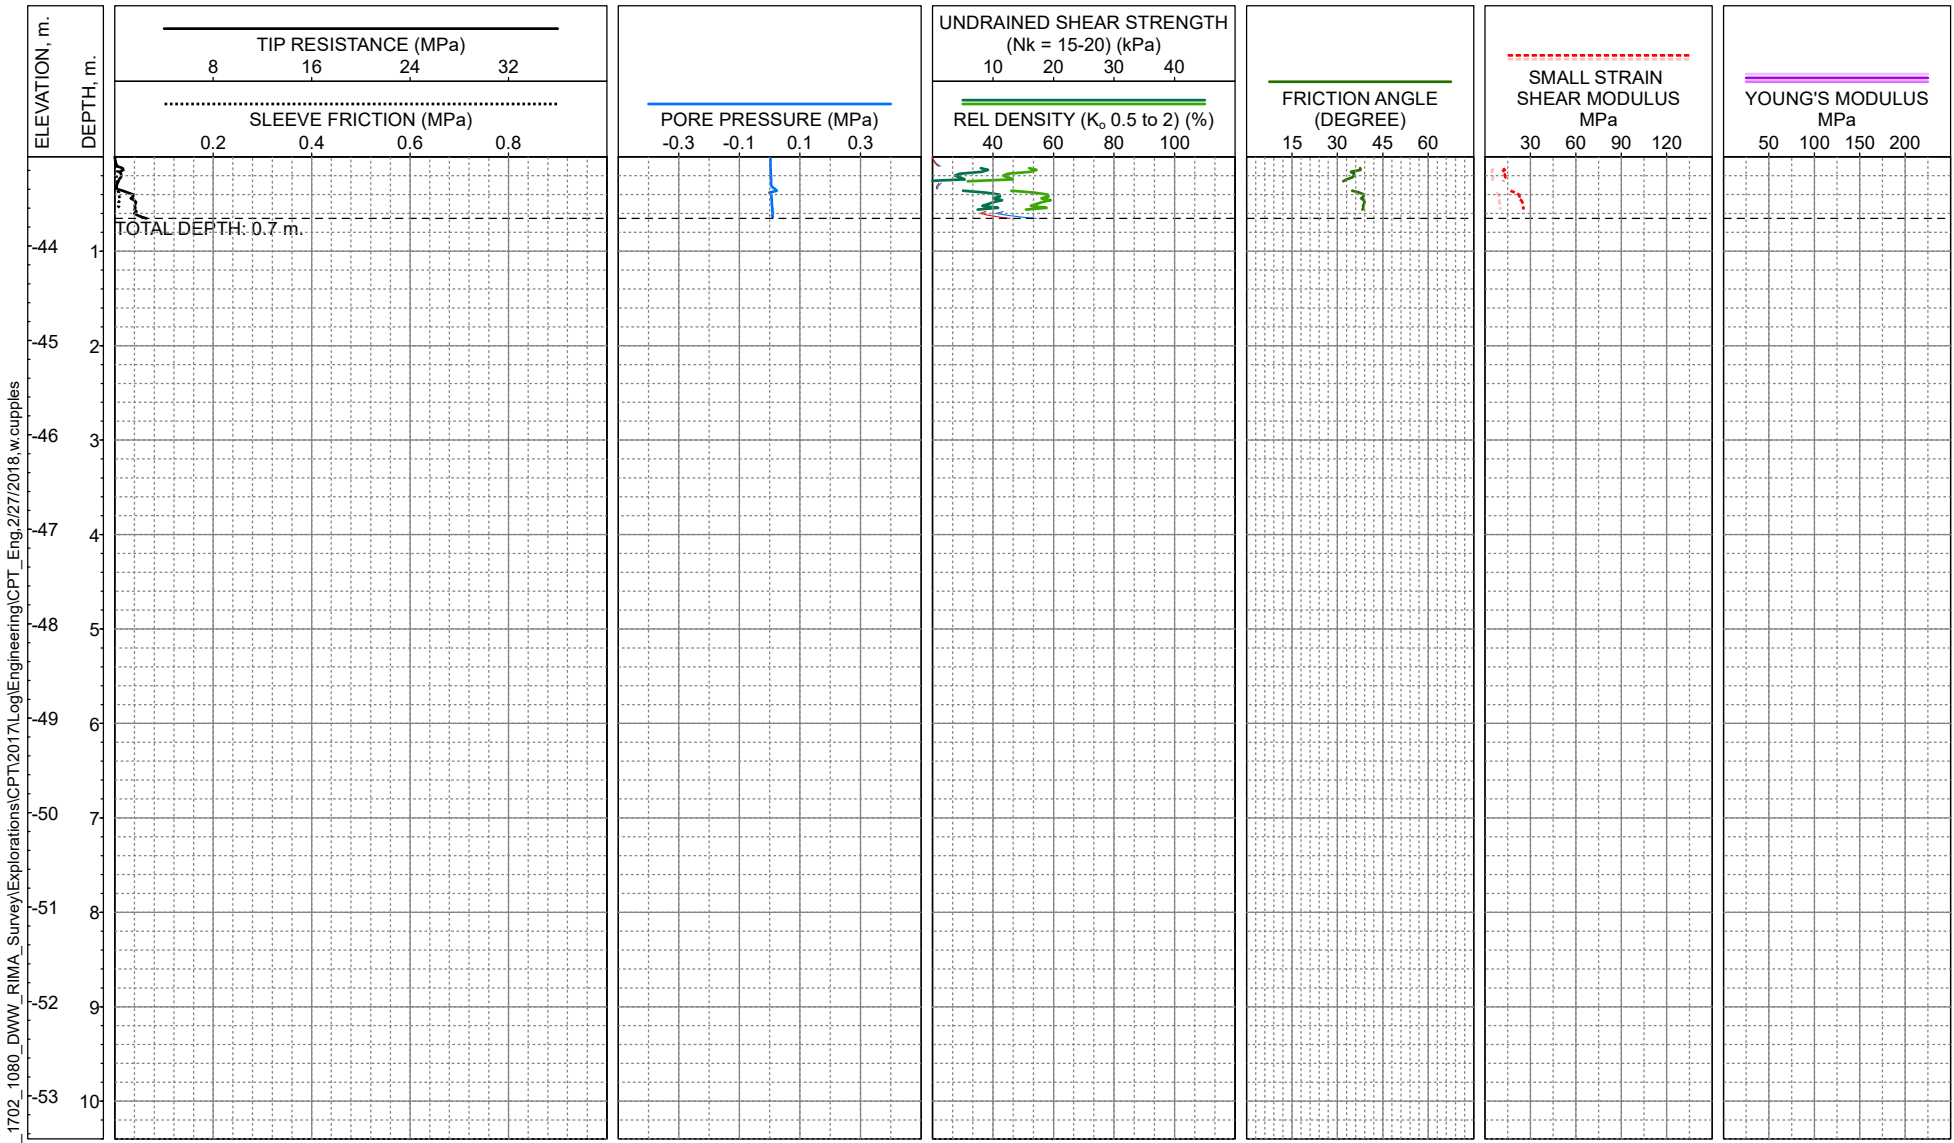 ELEVATION, m.
DEPTH, m.
TIP RESISTANCE (MPa)
8 16 24 32
SLEEVE FRICTION (MPa)
0.2 0.4 0.6 0.8
PORE PRESSURE (MPa)
-0.3 -0.1 0.1 0.3
UNDRAINED SHEAR STRENGTH
(Nk = 15-20) (kPa)
10 20 30 40
REL DENSITY (Ko 0.5 to 2) (%)
40 60 80 100
FRICTION ANGLE
(DEGREE)
15 30 45 60
SMALL STRAIN
SHEAR MODULUS
MPa
30 60 90 120
YOUNG'S MODULUS
MPa
50 100 150 200
TOTAL DEPTH: 0.7 m.
-44
1
-45
2
-46
3
-47
4
-48
5
-49
6
-50
7
-51
8
-52
9
-53
10
_1702_1080_DWW_RIMA_Survey\Explorations\CPT\2017\Log\Engineering\CPT_Eng,2/27/2018,w.cupples